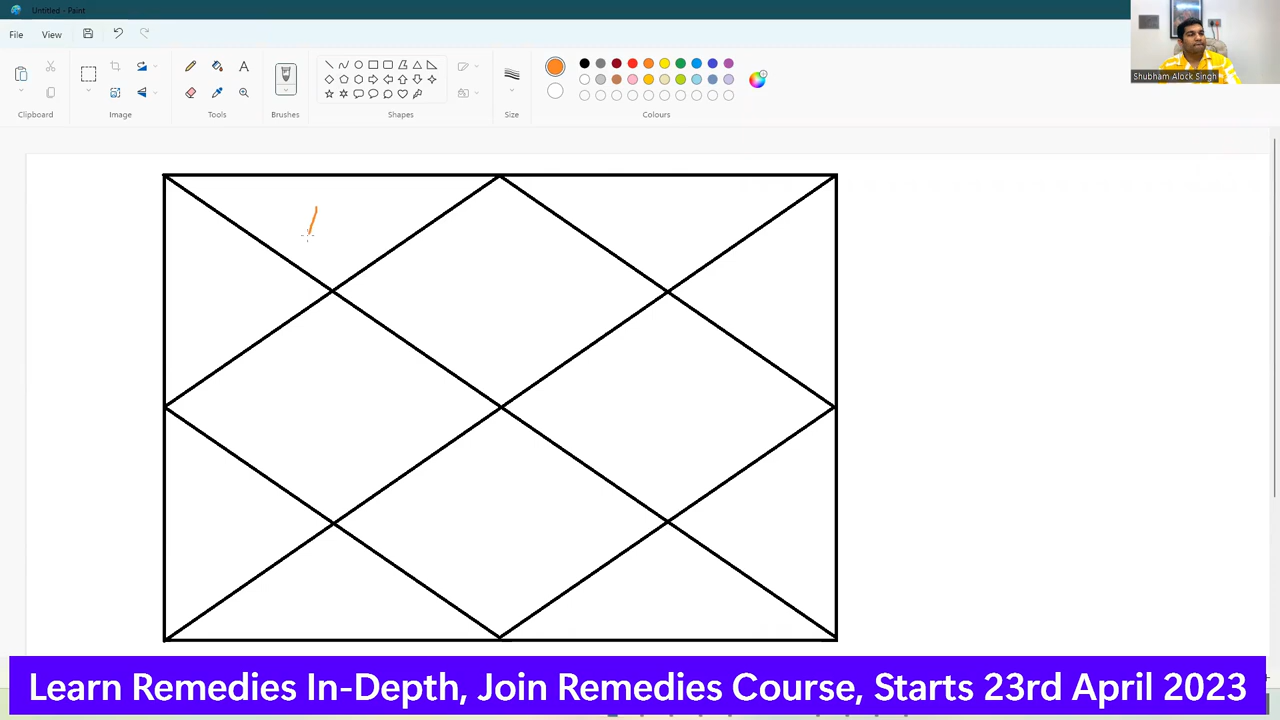 Untitled - Paint
File View
Clipboard
Image
Tools
Brushes
Shapes
Size
Colours
Shubham Alock Singh
Learn Remedies In-Depth, Join Remedies Course, Starts 23rd April 2023